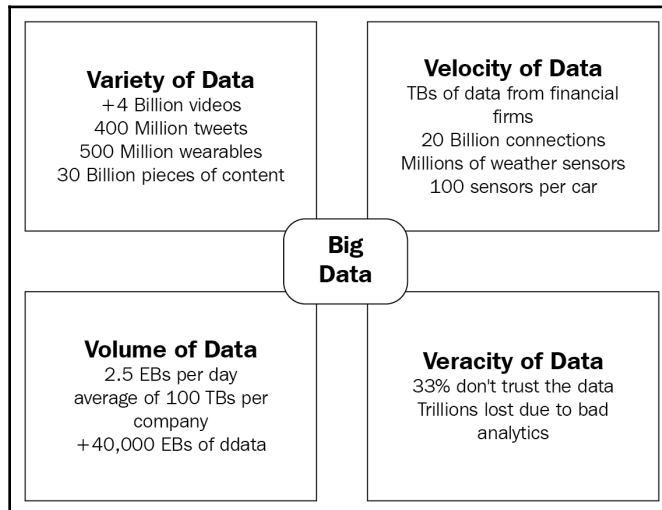 Variety of Data
+4 Billion videos
400 Million tweets
500 Million wearables
30 Billion pieces of content
Velocity of Data
TBs of data from financial
firms
20 Billion connections
Millions of weather sensors
100 sensors per car
Big
Data
Volume of Data
2.5 EBs per day
average of 100 TBs per
company
+40,000 EBs of ddata
Veracity of Data
33% don't trust the data
Trillions lost due to bad
analytics